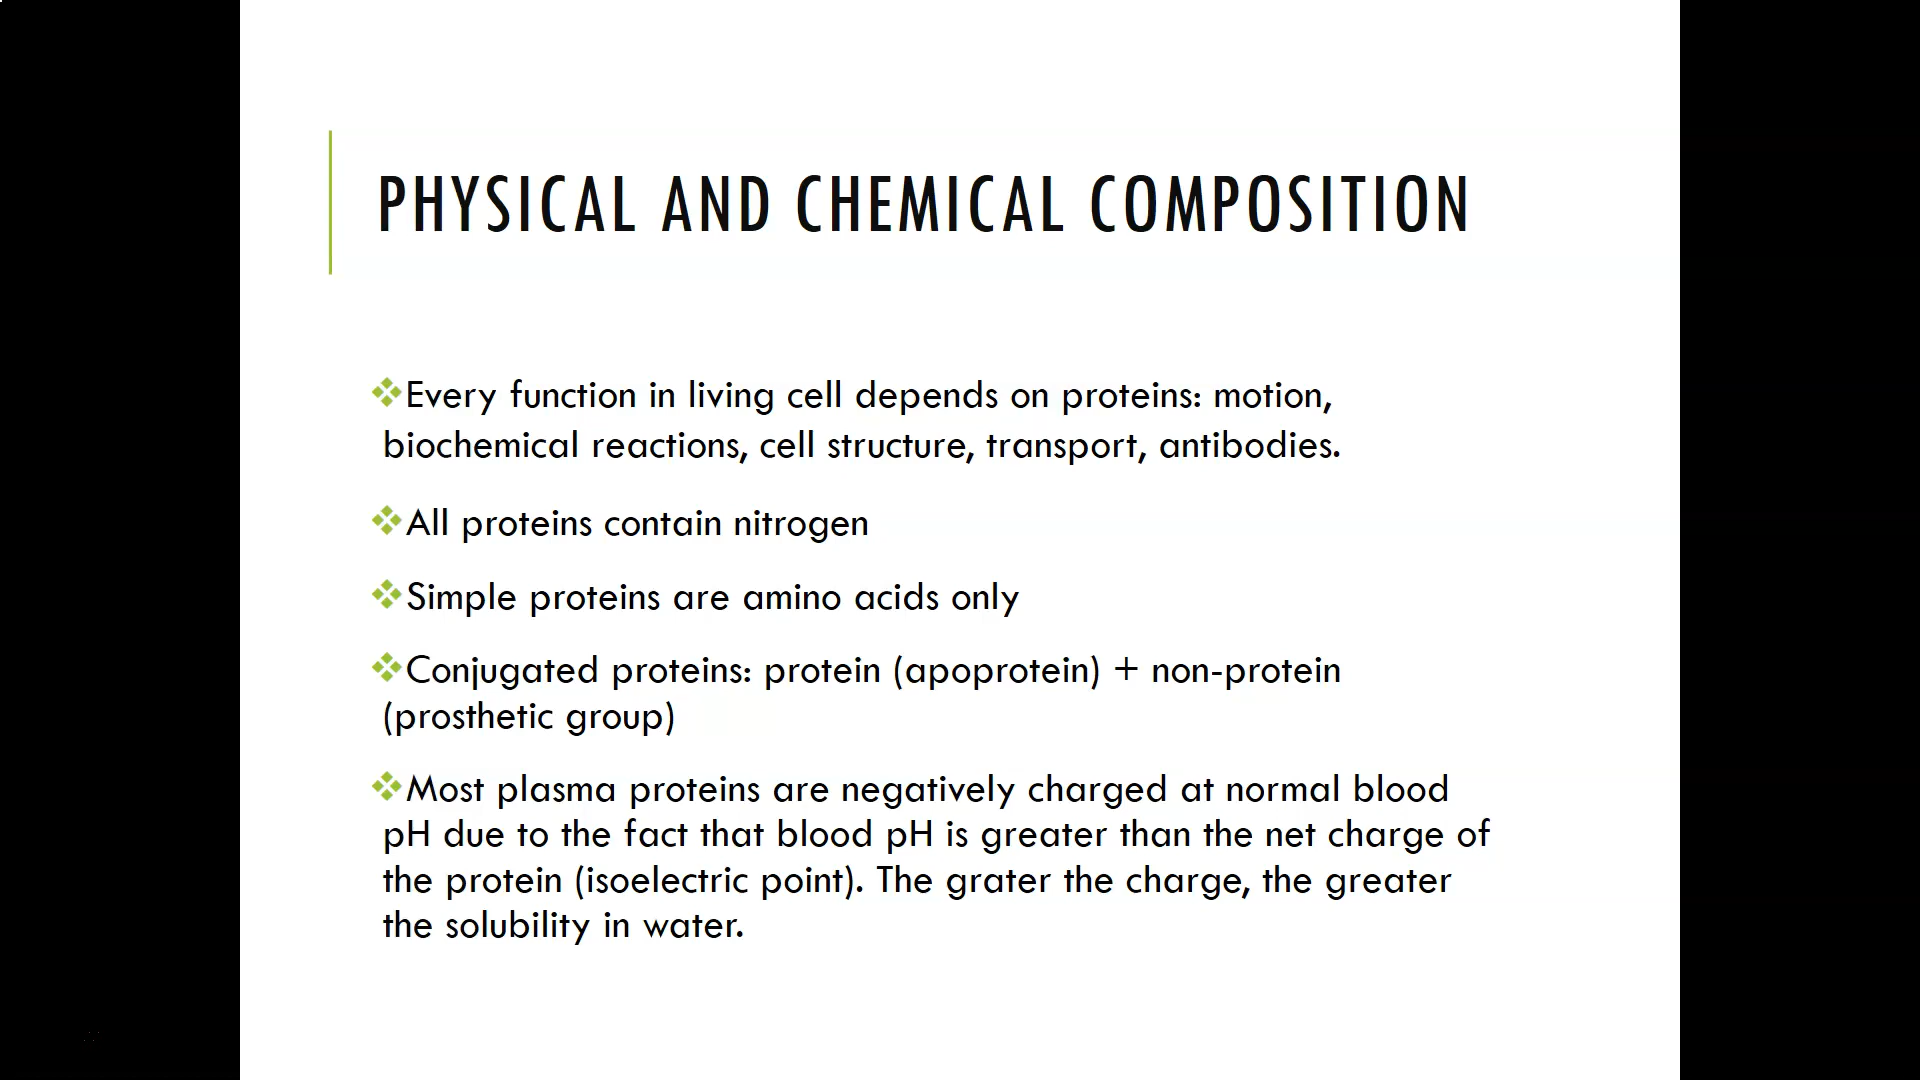 PHYSICAL AND CHEMICAL COMPOSITION
Every function in living cell depends on proteins: motion,
biochemical reactions, cell structure, transport, antibodies.
All proteins contain nitrogen
Simple proteins are amino acids only
Conjugated proteins: protein (apoprotein) + non-protein
(prosthetic group)
Most plasma proteins are negatively charged at normal blood
pH due to the fact that blood pH is greater than the net charge of
the protein (isoelectric point). The grater the charge, the greater
the solubility in water.